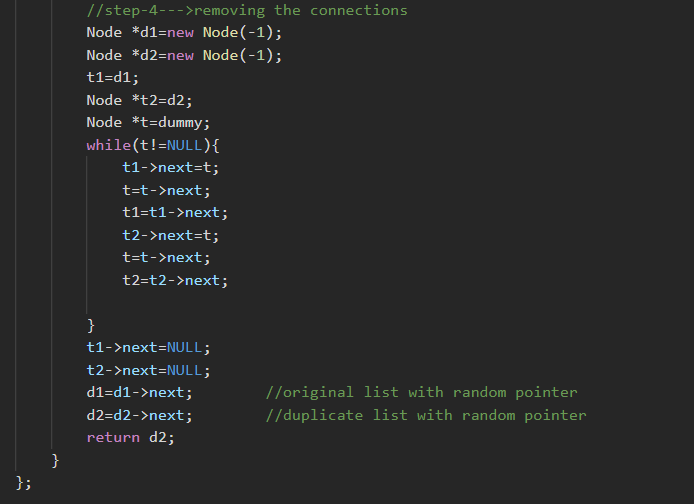 //step-4--->removing the connections
Node *d1=new Node(-1);
Node *d2=new Node(-1);
t1=d1;
Node *t2=d2;
Node *t=dummy;
while(t!=NULL){
t1->next=t;
t=t->next;
t1=t1->next;
t2->next=t;
t=t->next;
t2=t2->next;
}
t1->next=NULL;
t2->next=NULL;
d1=d1->next; //original list with random pointer
d2=d2->next; //duplicate list with random pointer
return d2;
}
};